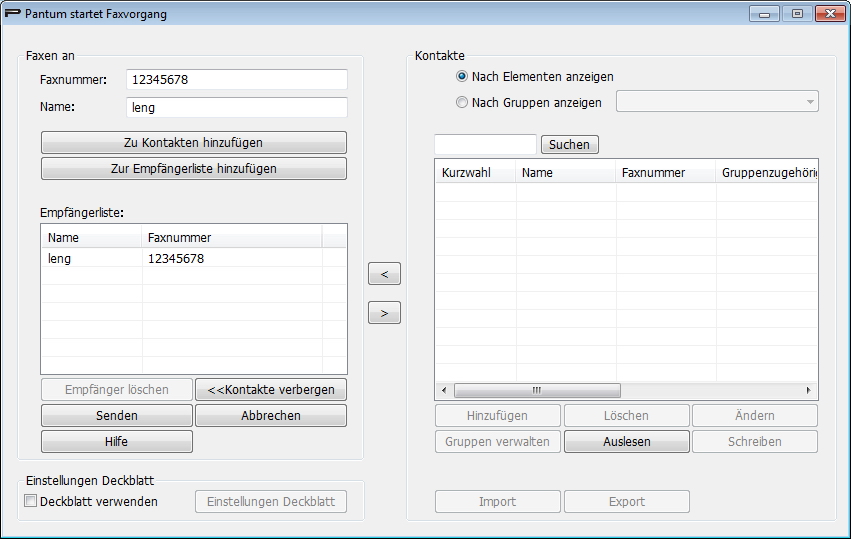 Pantum startet Faxvorgang
Faxen an
Faxnummer: 12345678
Name: leng
Zu Kontakten hinzufügen
Zur Empfängerliste hinzufügen
Empfängerliste:
Name Faxnummer
leng 12345678
Empfänger löschen <<Kontakte verbergen
Senden Abbrechen
Hilfe
Einstellungen Deckblatt
Deckblatt verwenden Einstellungen Deckblatt
<
>
Kontakte
Nach Elementen anzeigen
Nach Gruppen anzeigen
Suchen
Kurzwahl Name Faxnummer Gruppenzugehörig
Hinzufügen Löschen Ändern
Gruppen verwalten Auslesen Schreiben
Import Export